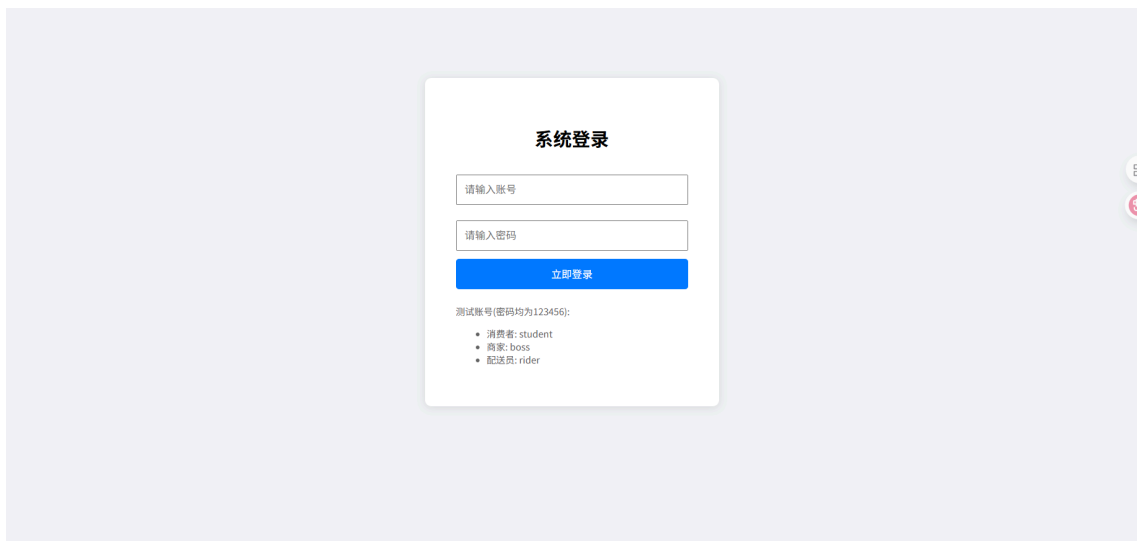 系统登录
请输入账号
请输入密码
立即登录
测试账号(密码均为123456):
消费者: student
商家: boss
配送员: rider